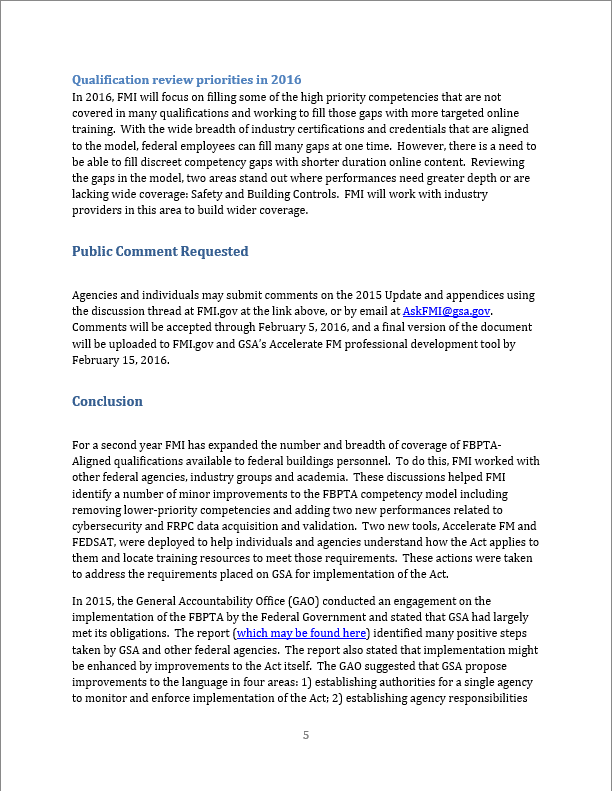 Qualification review priorities in 2016
In 2016, FMI will focus on filling some of the high priority competencies that are not
covered in many qualifications and working to fill those gaps with more targeted online
training.  With the wide breadth of industry certifications and credentials that are aligned
to the model, federal employees can fill many gaps at one time.  However, there is a need to
be able to fill discreet competency gaps with shorter duration online content.  Reviewing
the gaps in the model, two areas stand out where performances need greater depth or are
lacking wide coverage: Safety and Building Controls.  FMI will work with industry
providers in this area to build wider coverage.
Public Comment Requested
Agencies and individuals may submit comments on the 2015 Update and appendices using
the discussion thread at FMI.gov at the link above, or by email at AskFMI@gsa.gov.
Comments will be accepted through February 5, 2016, and a final version of the document
will be uploaded to FMI.gov and GSA's Accelerate FM professional development tool by
February 15, 2016.
Conclusion
For a second year FMI has expanded the number and breadth of coverage of FBPTA-
Aligned qualifications available to federal buildings personnel.  To do this, FMI worked with
other federal agencies, industry groups and academia.  These discussions helped FMI
identify a number of minor improvements to the FBPTA competency model including
removing lower-priority competencies and adding two new performances related to
cybersecurity and FRPC data acquisition and validation.  Two new tools, Accelerate FM and
FEDSAT, were deployed to help individuals and agencies understand how the Act applies to
them and locate training resources to meet those requirements.  These actions were taken
to address the requirements placed on GSA for implementation of the Act.
In 2015, the General Accountability Office (GAO) conducted an engagement on the
implementation of the FBPTA by the Federal Government and stated that GSA had largely
met its obligations.  The report (which may be found here) identified many positive steps
taken by GSA and other federal agencies.  The report also stated that implementation might
be enhanced by improvements to the Act itself.  The GAO suggested that GSA propose
improvements to the language in four areas: 1) establishing authorities for a single agency
to monitor and enforce implementation of the Act; 2) establishing agency responsibilities
5